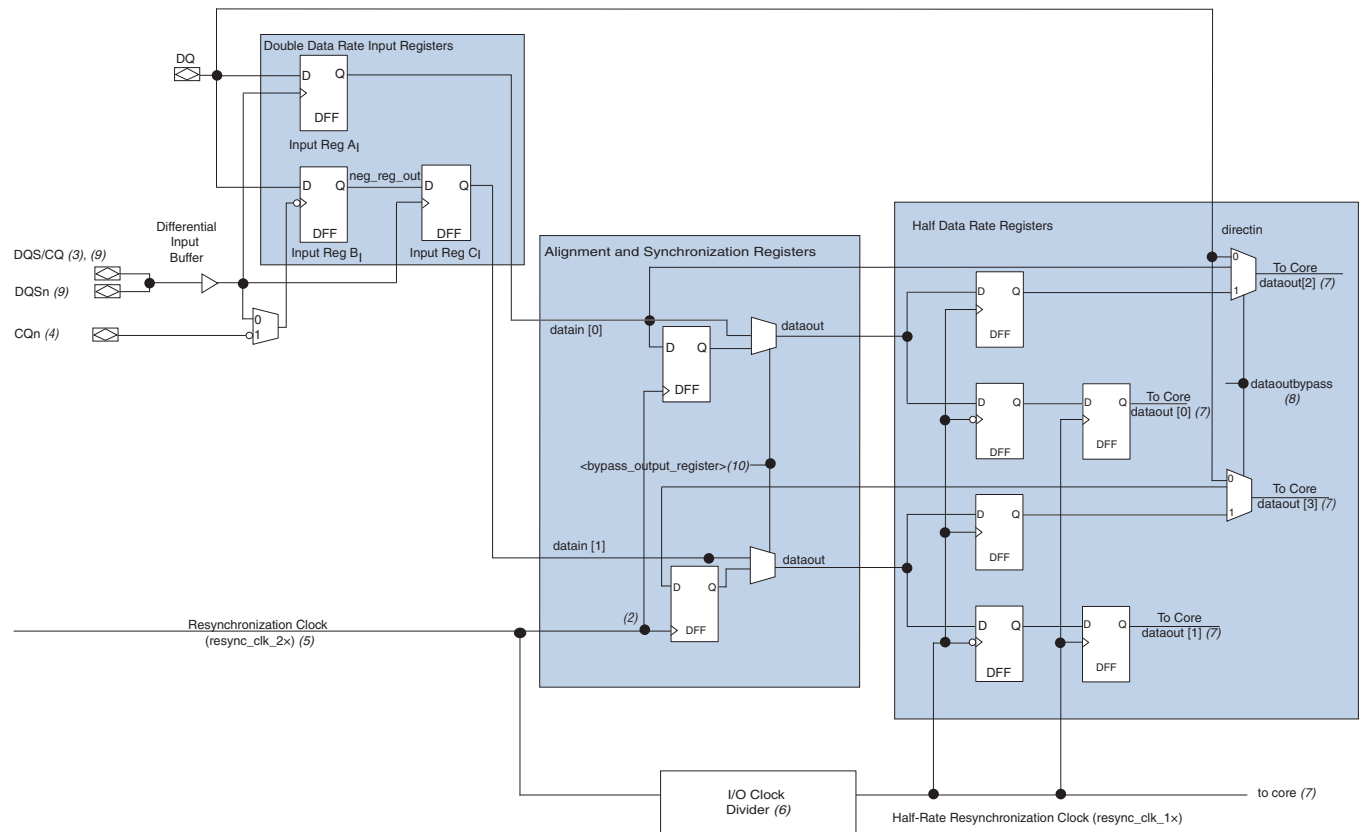 DQ
Double Data Rate Input Registers
D
Q
DFF
Input Reg AI
D
Q
DFF
Input Reg BI
neg_reg_out
D
Q
DFF
Input Reg CI
Differential
Input
Buffer
DQS/CQ (3), (9)
DQSn (9)
CQn (4)
0
1
Alignment and Synchronization Registers
datain [0]
D
Q
DFF
dataout
<bypass_output_register>(10)
datain [1]
D
Q
DFF
dataout
(2)
Resynchronization Clock
(resync_clk_2×) (5)
Half Data Rate Registers
directin
D
Q
DFF
0
1
To Core
dataout[2] (7)
D
Q
DFF
D
Q
DFF
To Core
dataout [0] (7)
dataoutbypass
(8)
D
Q
DFF
0
1
To Core
dataout [3] (7)
D
Q
DFF
D
Q
DFF
To Core
dataout [1] (7)
I/O Clock
Divider (6)
to core (7)
Half-Rate Resynchronization Clock (resync_clk_1×)